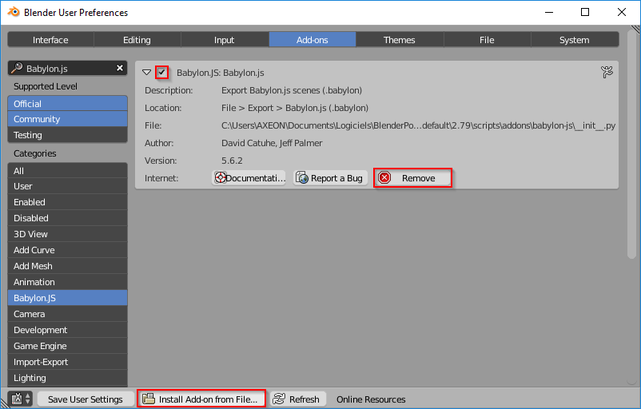 Blender User Preferences
Interface Editing Input Add-ons Themes File System
Babylon.js
Supported Level
Official
Community
Testing
Categories
All
User
Enabled
Disabled
3D View
Add Curve
Add Mesh
Animation
Babylon.JS
Camera
Development
Game Engine
Import-Export
Lighting
Babylon.JS: Babylon.js
Description: Export Babylon.js scenes (.babylon)
Location: File > Export > Babylon.js (.babylon)
File: C:\Users\AXEON\Documents\Logiciels\BlenderPo...default\2.79\scripts\addons\babylon-js\__init__.py
Author: David Catuhe, Jeff Palmer
Version: 5.6.2
Internet: Documentati... Report a Bug Remove
Save User Settings Install Add-on from File... Refresh Online Resources